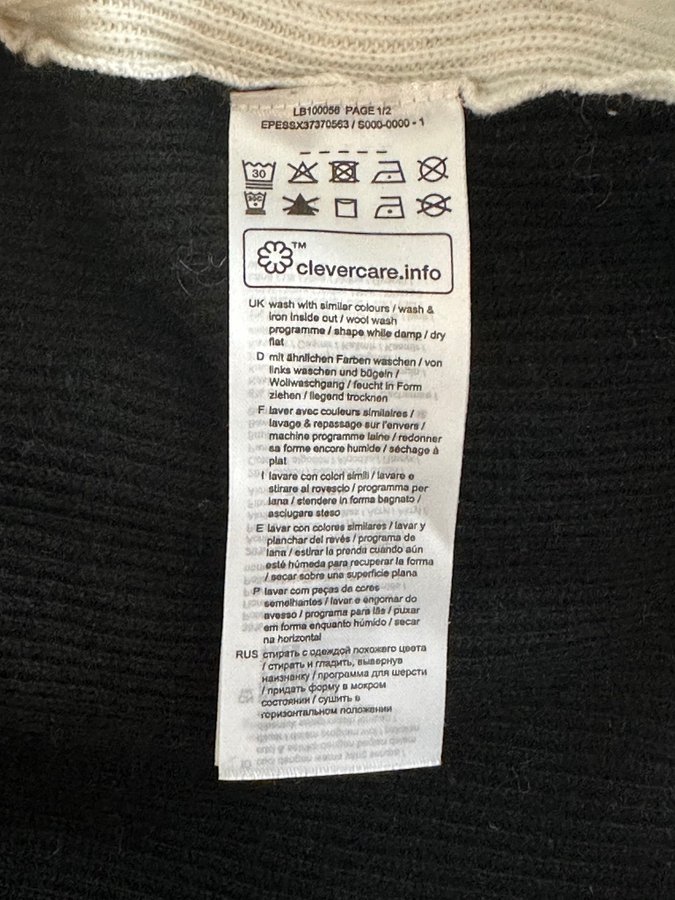 LB100056 PAGE 1/2
EPESSX37370563 / S000-0000 - 1
30
clevercare.info™
UK wash with similar colours / wash &
iron inside out / wool wash
programme / shape while damp / dry
flat
D mit ähnlichen Farben waschen / von
links waschen und bügeln /
Wollwaschgang / feucht in Form
ziehen / liegend trocknen
F laver avec couleurs similaires /
lavage & repassage sur l'envers /
machine programme laine / redonner
sa forme encore humide / séchage à
plat
I lavare con colori simili / lavare e
stirare al rovescio / programma per
lana / stendere in forma bagnato /
asciugare steso
E lavar con colores similares / lavar y
planchar del revés / programa de
lana / estirar la prenda cuando aún
esté húmeda para recuperar la forma
/ secar sobre una superficie plana
P lavar com peças de cores
semelhantes / lavar e engomar do
avesso / programa para lãs / puxar
em forma enquanto húmido / secar
na horizontal
RUS стирать с одеждой похожего цвета
/ стирать и гладить, вывернув
наизнанку / программа для шерсти
/ придать форму в мокром
состоянии / сушить в
горизонтальном положении